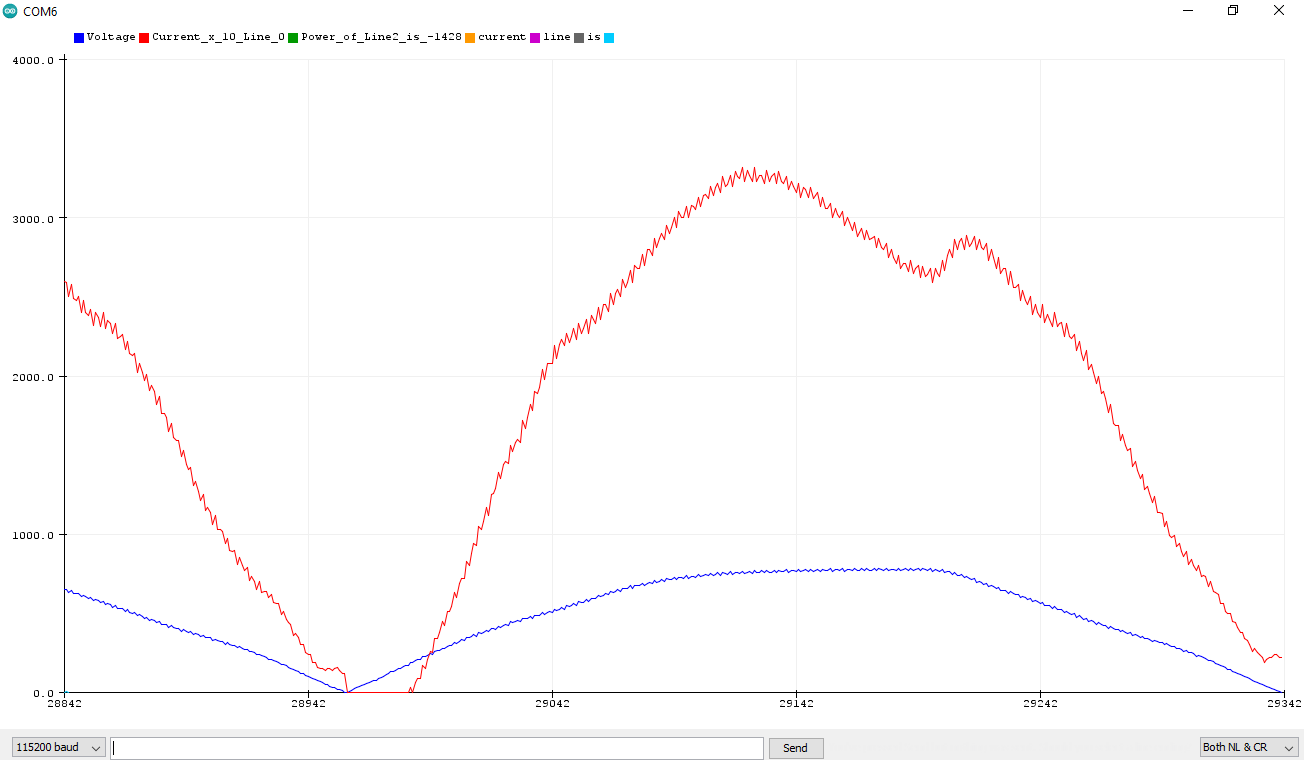 COM6
Voltage Current_x_10_Line_0 Power_of_Line2_is_-1428 current line is
4000.0
3000.0
2000.0
1000.0
0.0
28842 28942 29042 29142 29242 29342
115200 baud Send Both NL & CR